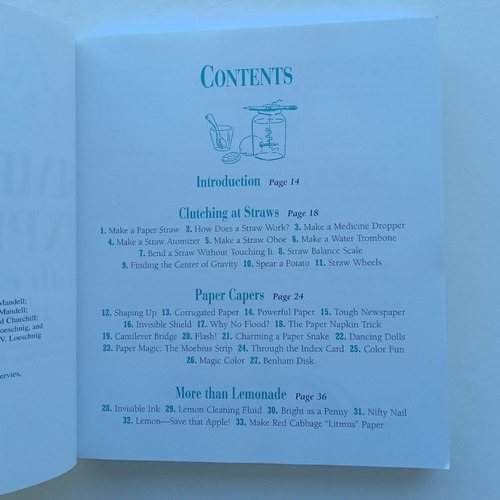 Mandell;
Mandell;
d Churchill;
oeschnig, and
V. Loeschnig
ervies,
CONTENTS
Introduction Page 14
Clutching at Straws Page 18
1. Make a Paper Straw 2. How Does a Straw Work? 3. Make a Medicine Dropper
4. Make a Straw Atomizer 5. Make a Straw Oboe 6. Make a Water Trombone
7. Bend a Straw Without Touching It 8. Straw Balance Scale
9. Finding the Center of Gravity 10. Spear a Potato 11. Straw Wheels
Paper Capers Page 24
12. Shaping Up 13. Corrugated Paper 14. Powerful Paper 15. Tough Newspaper
16. Invisible Shield 17. Why No Flood? 18. The Paper Napkin Trick
19. Cantilever Bridge 20. Flash! 21. Charming a Paper Snake 22. Dancing Dolls
23. Paper Magic: The Moebius Strip 24. Through the Index Card 25. Color Fun
26. Magic Color 27. Benham Disk
More than Lemonade Page 36
28. Invisible Ink 29. Lemon Cleaning Fluid 30. Bright as a Penny 31. Nifty Nail
32. Lemon—Save that Apple! 33. Make Red Cabbage "Litmus" Paper